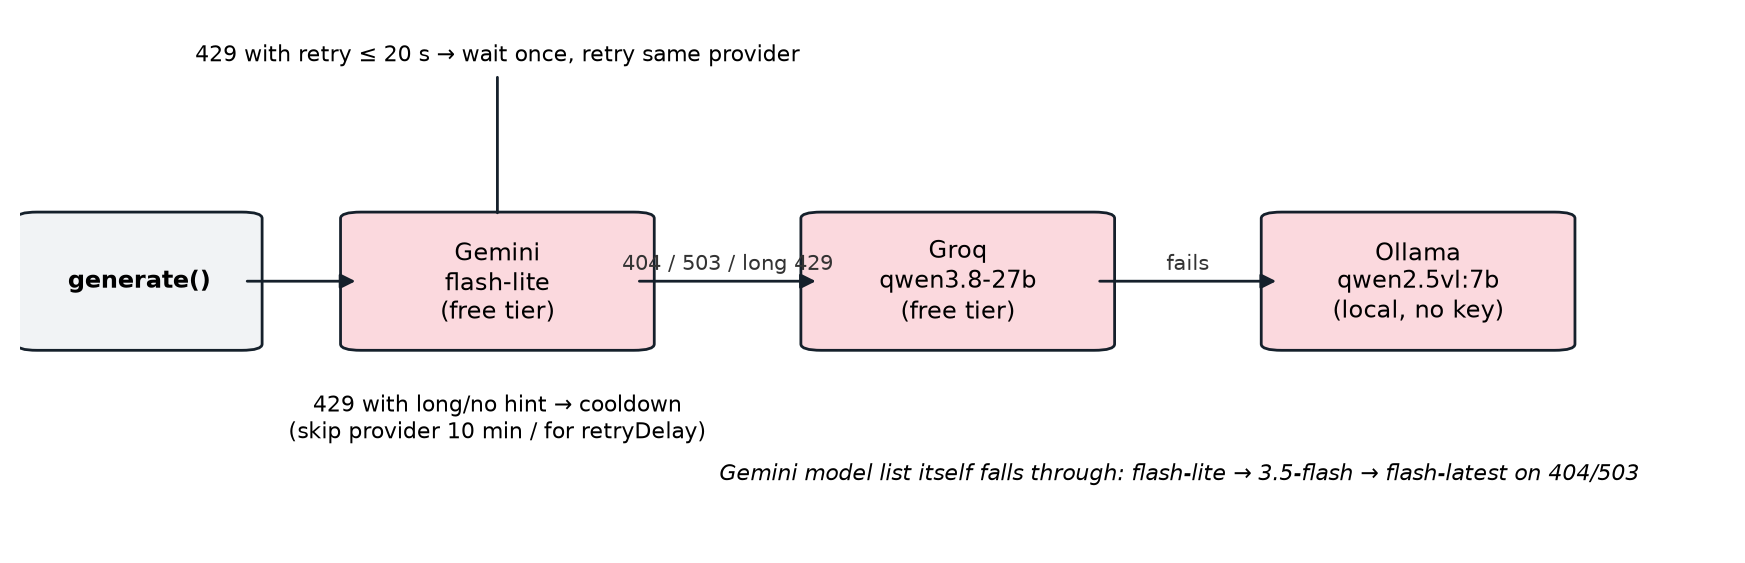 429 with retry ≤ 20 s → wait once, retry same provider
generate()
Gemini
flash-lite
(free tier)
404 / 503 / long 429
Groq
qwen3.8-27b
(free tier)
fails
Ollama
qwen2.5vl:7b
(local, no key)
429 with long/no hint → cooldown
(skip provider 10 min / for retryDelay)
Gemini model list itself falls through: flash-lite → 3.5-flash → flash-latest on 404/503